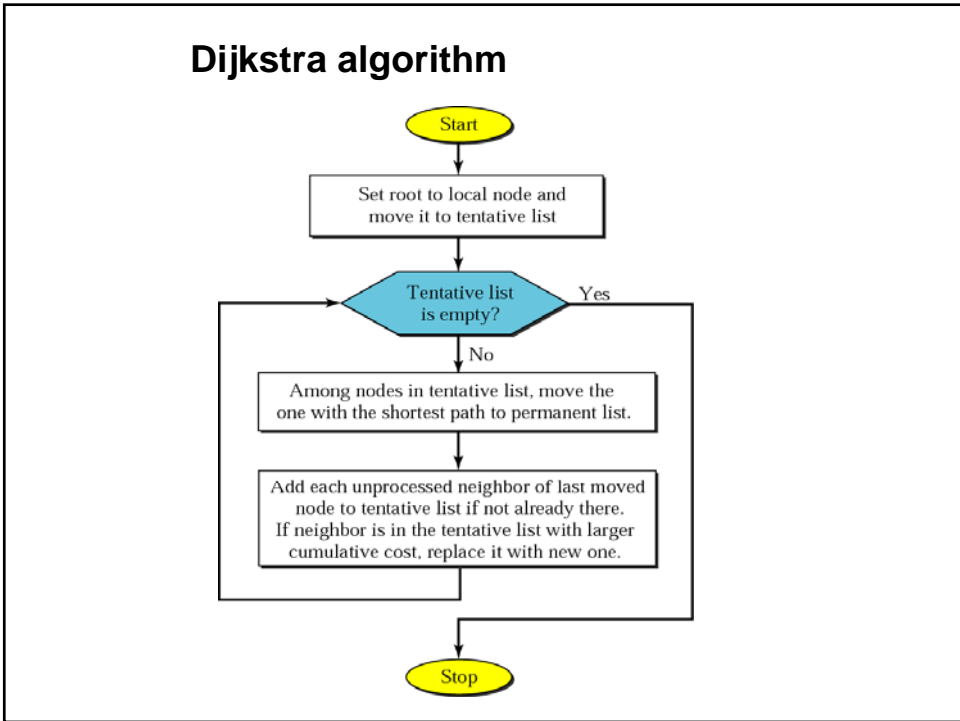 Dijkstra algorithm
Start
Set root to local node and
move it to tentative list
Tentative list
is empty?
Yes
No
Among nodes in tentative list, move the
one with the shortest path to permanent list.
Add each unprocessed neighbor of last moved
node to tentative list if not already there.
If neighbor is in the tentative list with larger
cumulative cost, replace it with new one.
Stop